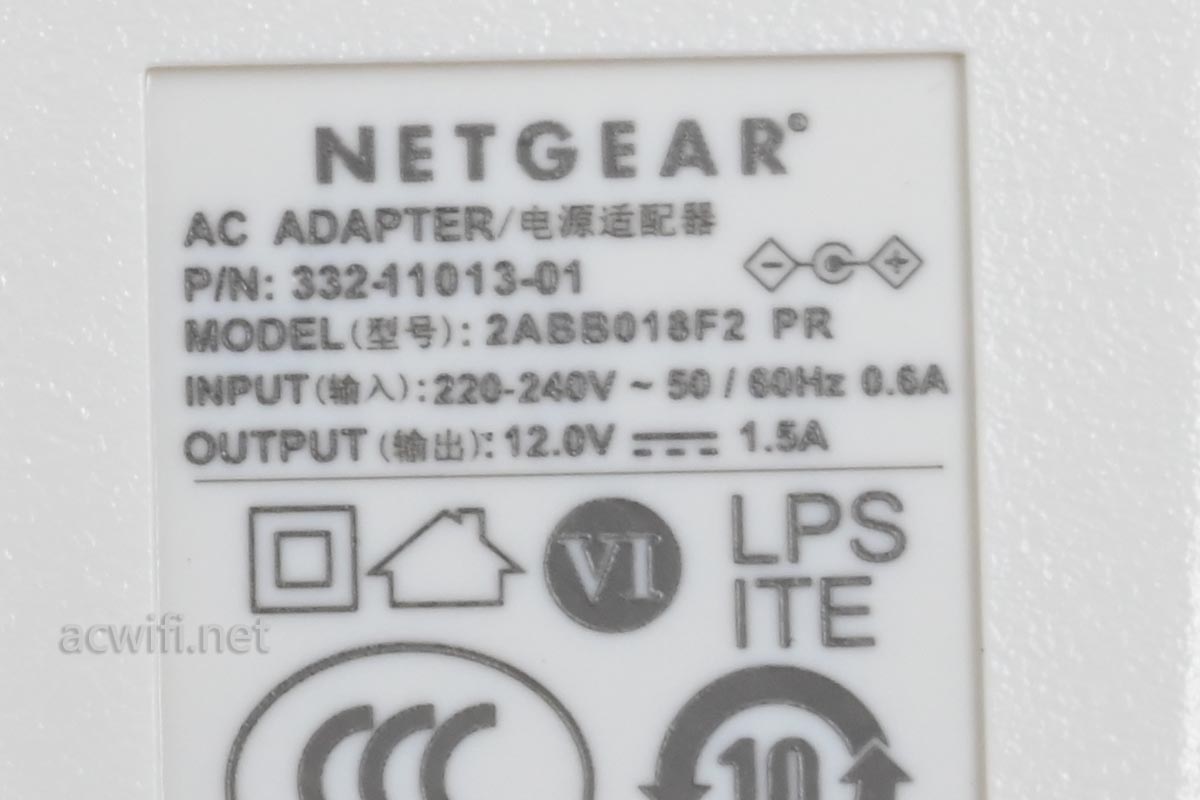 NETGEAR®
AC ADAPTER/电源适配器
P/N: 332-11013-01
MODEL(型号): 2ABB018F2 PR
INPUT(输入):220-240V ~ 50 / 60Hz 0.6A
OUTPUT(输出): 12.0V ⎓ 1.5A
VI
LPS
ITE
acwifi.net
CCC
10